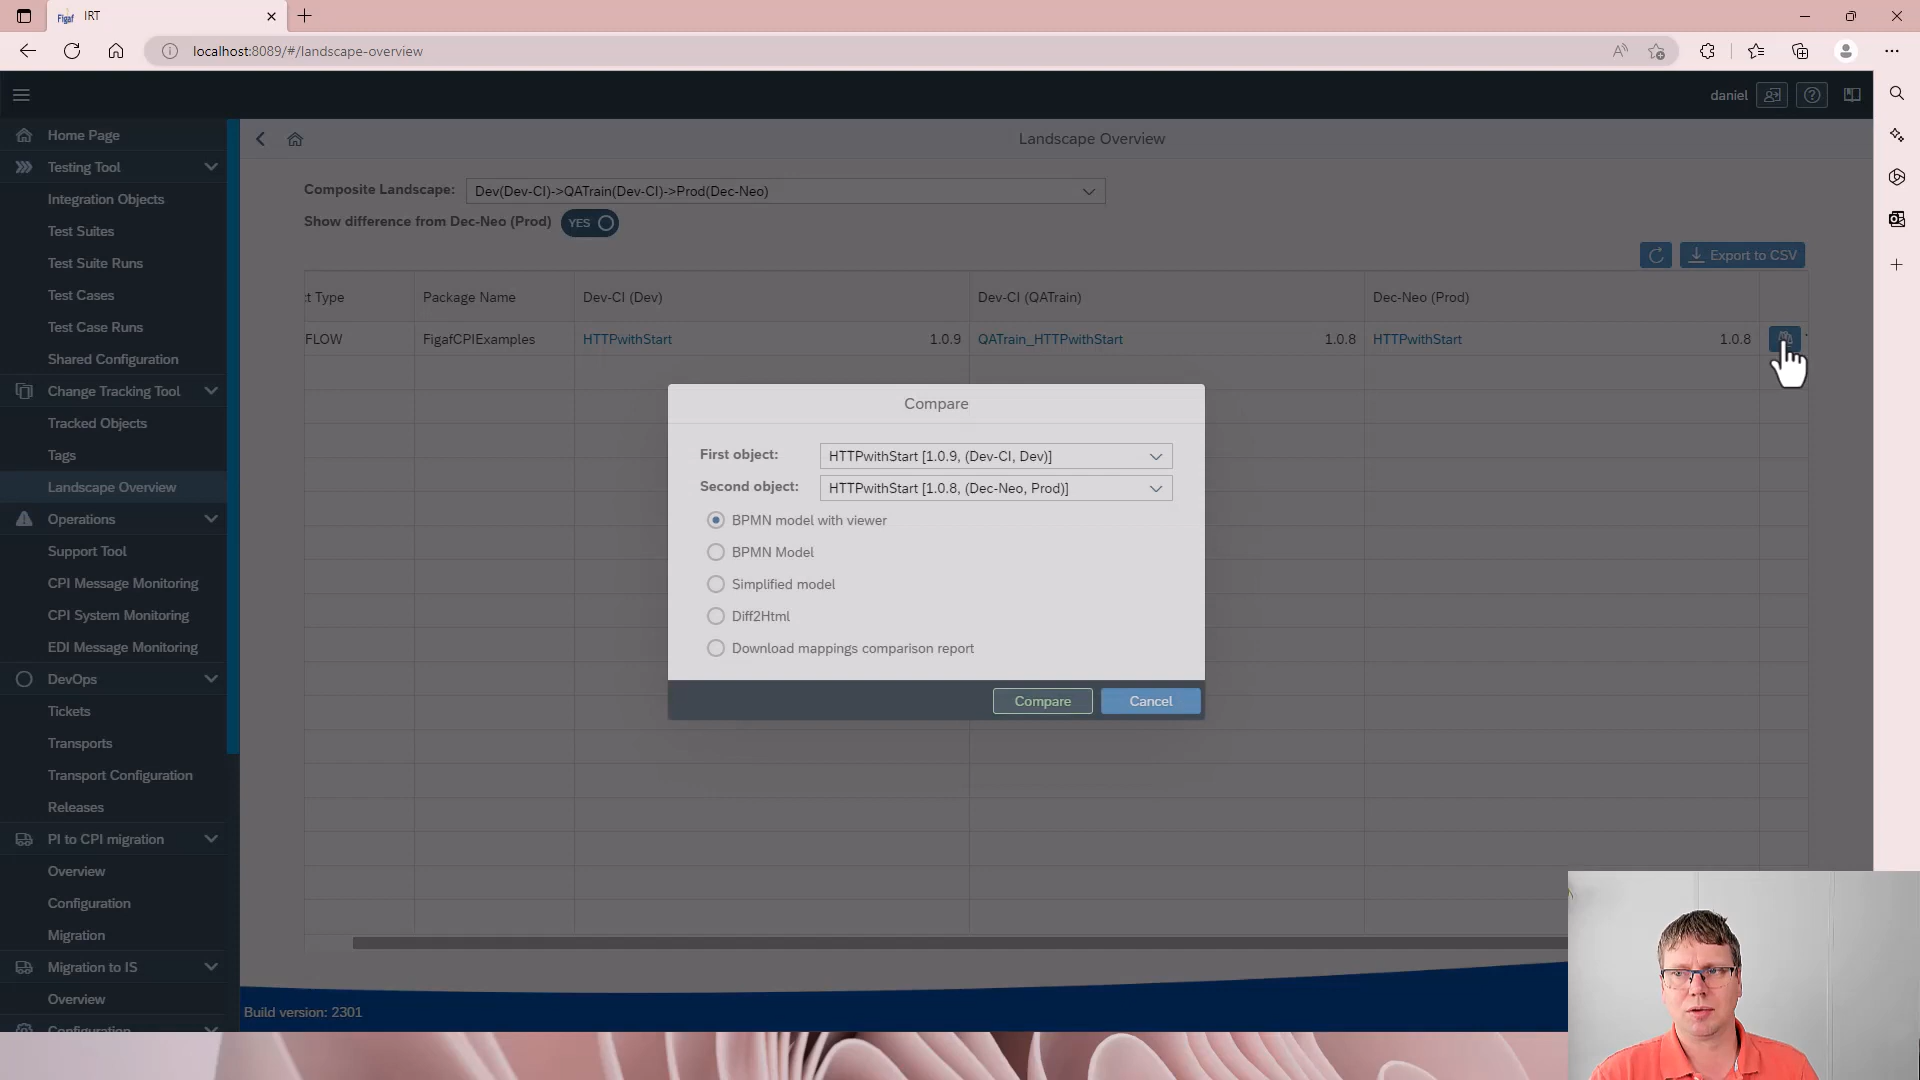 Figaf IRT
localhost:8089/#/landscape-overview
daniel
Home Page
Testing Tool
Integration Objects
Test Suites
Test Suite Runs
Test Cases
Test Case Runs
Shared Configuration
Change Tracking Tool
Tracked Objects
Tags
Landscape Overview
Operations
Support Tool
CPI Message Monitoring
CPI System Monitoring
EDI Message Monitoring
DevOps
Tickets
Transports
Transport Configuration
Releases
PI to CPI migration
Overview
Configuration
Migration
Migration to IS
Overview
Configuration
Landscape Overview
Composite Landscape: Dev(Dev-CI)->QATrain(Dev-CI)->Prod(Dec-Neo)
Show difference from Dec-Neo (Prod) YES
Export to CSV
t Type Package Name Dev-CI (Dev) Dev-CI (QATrain) Dec-Neo (Prod)
FLOW FigafCPIExamples HTTPwithStart 1.0.9 QATrain_HTTPwithStart 1.0.8 HTTPwithStart 1.0.8
Compare
First object: HTTPwithStart [1.0.9, (Dev-CI, Dev)]
Second object: HTTPwithStart [1.0.8, (Dec-Neo, Prod)]
BPMN model with viewer
BPMN Model
Simplified model
Diff2Html
Download mappings comparison report
Compare Cancel
Build version: 2301